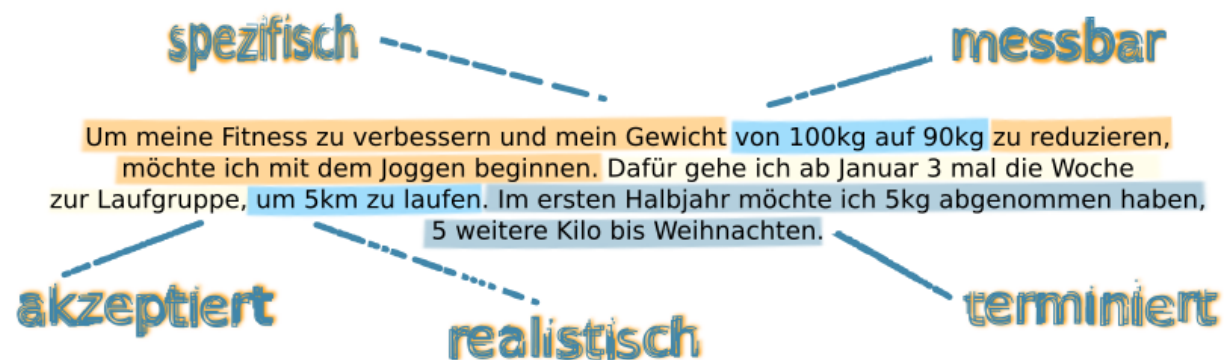 spezifisch
messbar
Um meine Fitness zu verbessern und mein Gewicht von 100kg auf 90kg zu reduzieren,
möchte ich mit dem Joggen beginnen. Dafür gehe ich ab Januar 3 mal die Woche
zur Laufgruppe, um 5km zu laufen. Im ersten Halbjahr möchte ich 5kg abgenommen haben,
5 weitere Kilo bis Weihnachten.
akzeptiert
realistisch
terminiert